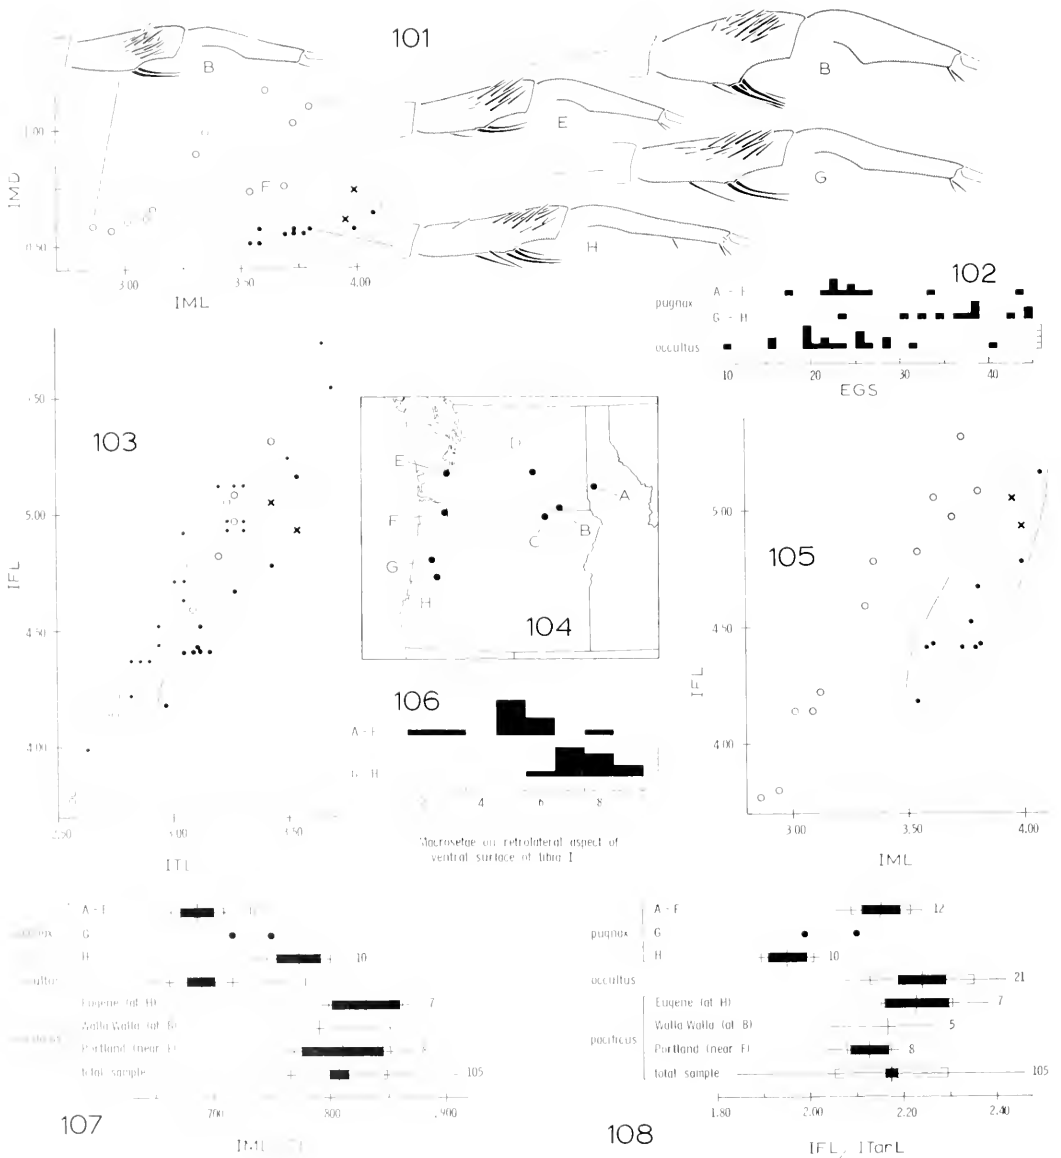 101
B
B
E
G
H
F
1.00
0.50
IMD
3.00
3.50
4.00
IML
102
pugnax
A - F
G - H
occultus
10
20
30
40
EGS
103
5.00
4.50
4.00
IFL
3.00
3.50
ITL
104
A
B
C
D
E
F
G
H
105
5.00
4.50
4.00
IFL
3.00
3.50
4.00
IML
106
A-F
G-H
4
6
8
Macrosetae on retrolateral aspect of
ventral surface of tibia I
107
A - F
G
H
10
Eugene (at H)
7
Walla Walla (at B)
Portland (near F)
total sample
105
.700
.800
.900
108
pugnax
A - F
12
G
H
10
occultus
21
pacificus
Eugene (at H)
7
Walla Walla (at B)
5
Portland (near F)
8
total sample
105
1.80
2.00
2.20
2.40
IFL/ITarL